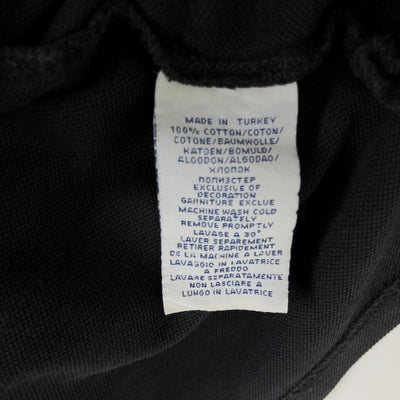 MADE IN TURKEY
100% COTTON/COTON/
COTONE/BAUMWOLLE/
KATOEN/BOMULD/
ALGODON/ALGODAO/
ХЛОПОК
ПОЛИЭСТЕР
EXCLUSIVE OF
DECORATION
GARNITURE EXCLUE
MACHINE WASH COLD
SEPARATELY
REMOVE PROMPTLY
LAVAGE A 30°
LAVER SEPAREMENT
RETIRER RAPIDEMENT
DE LA MACHINE A LAVER
LAVAGGIO IN LAVATRICE
A FREDDO
LAVARE SEPARATAMENTE
NON LASCIARE A
LUNGO IN LAVATRICE